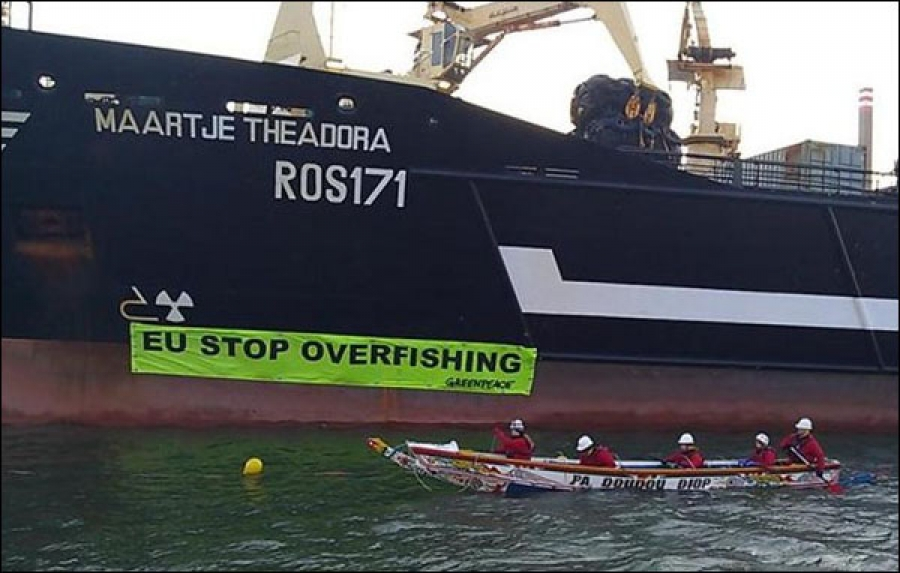 MAARTJE THEADORA
ROS171
EU STOP OVERFISHING
GREENPEACE
PA DOUDOU DIOP